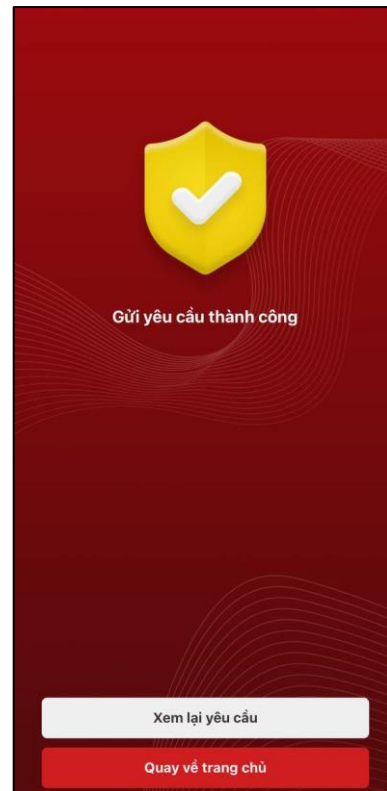 Gửi yêu cầu thành công
Xem lại yêu cầu
Quay về trang chủ